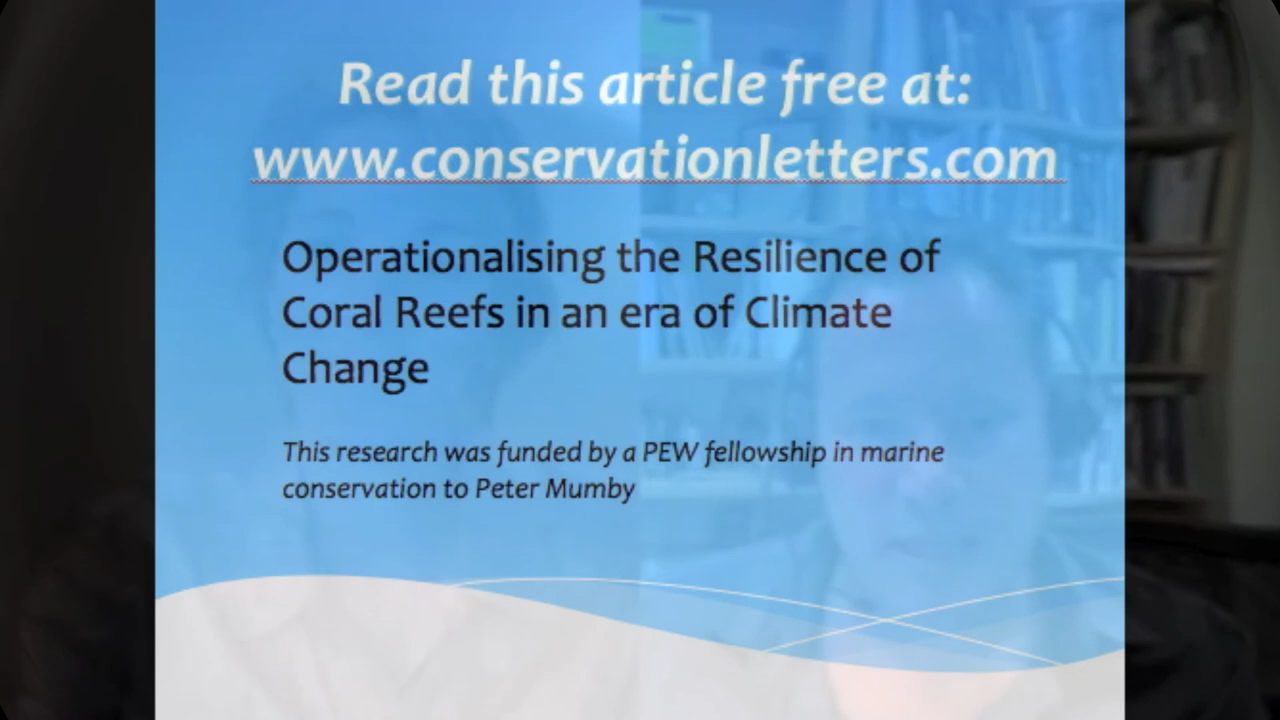 Read this article free at:
www.conservationletters.com
Operationalising the Resilience of
Coral Reefs in an era of Climate
Change
This research was funded by a PEW fellowship in marine
conservation to Peter Mumby